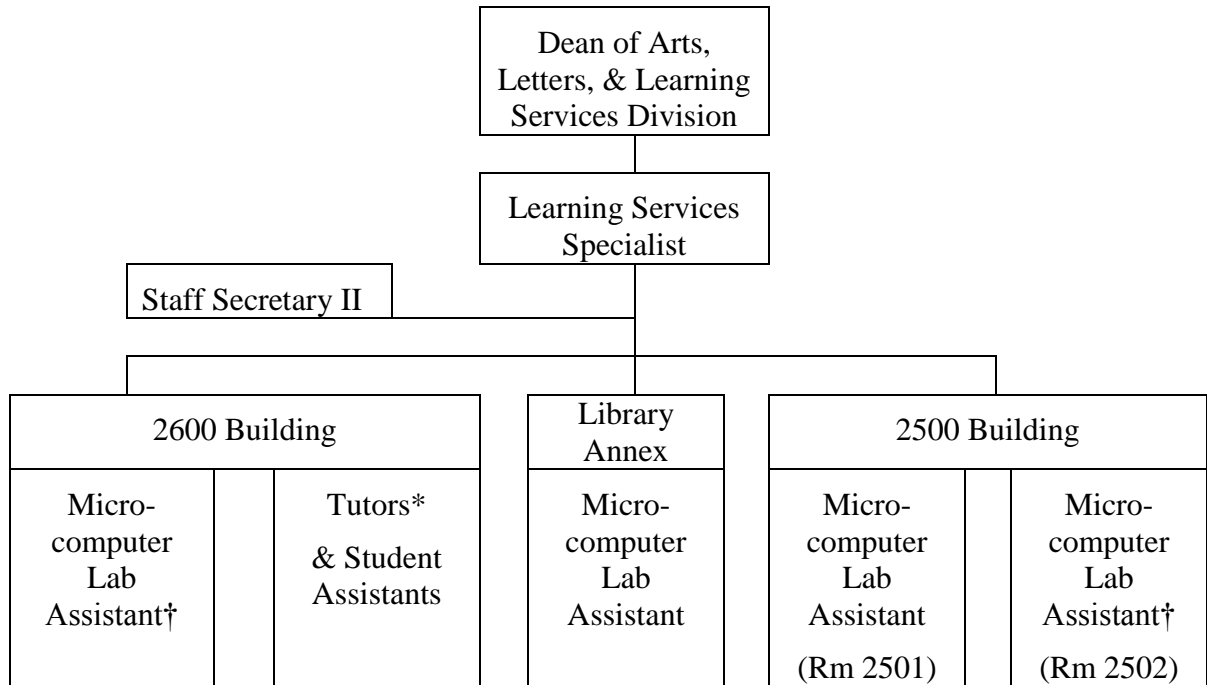 Dean of Arts,
Letters, & Learning
Services Division
Learning Services
Specialist
Staff Secretary II
2600 Building
Micro-
computer
Lab
Assistant†
Tutors*
& Student
Assistants
Library
Annex
Micro-
computer
Lab
Assistant
2500 Building
Micro-
computer
Lab
Assistant
(Rm 2501)
Micro-
computer
Lab
Assistant†
(Rm 2502)